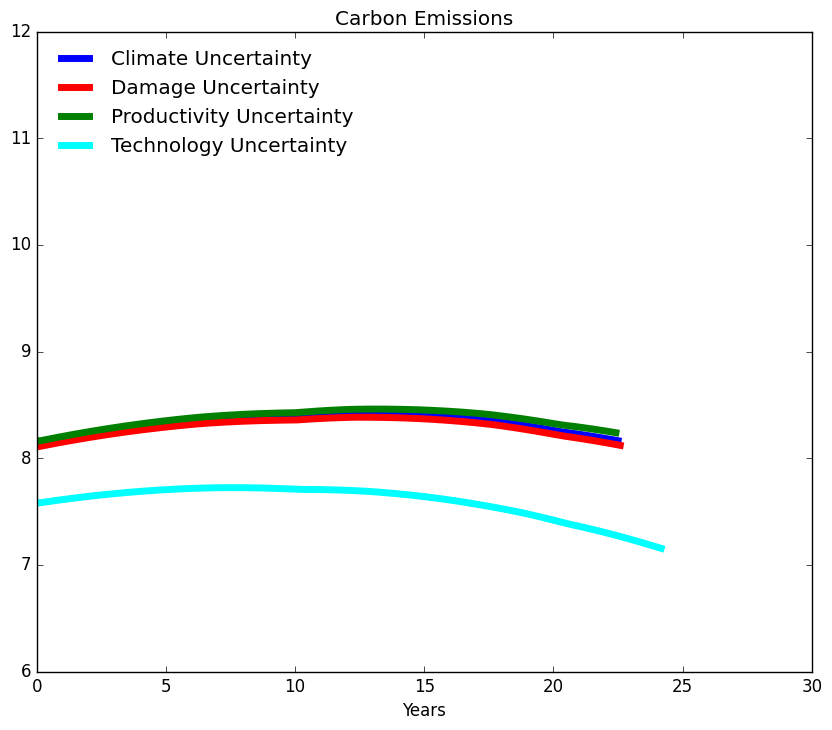 Carbon Emissions
12
Climate Uncertainty
Damage Uncertainty
Productivity Uncertainty
Technology Uncertainty
11
10
9
8
7
6
0 5 10 15 20 25 30
Years